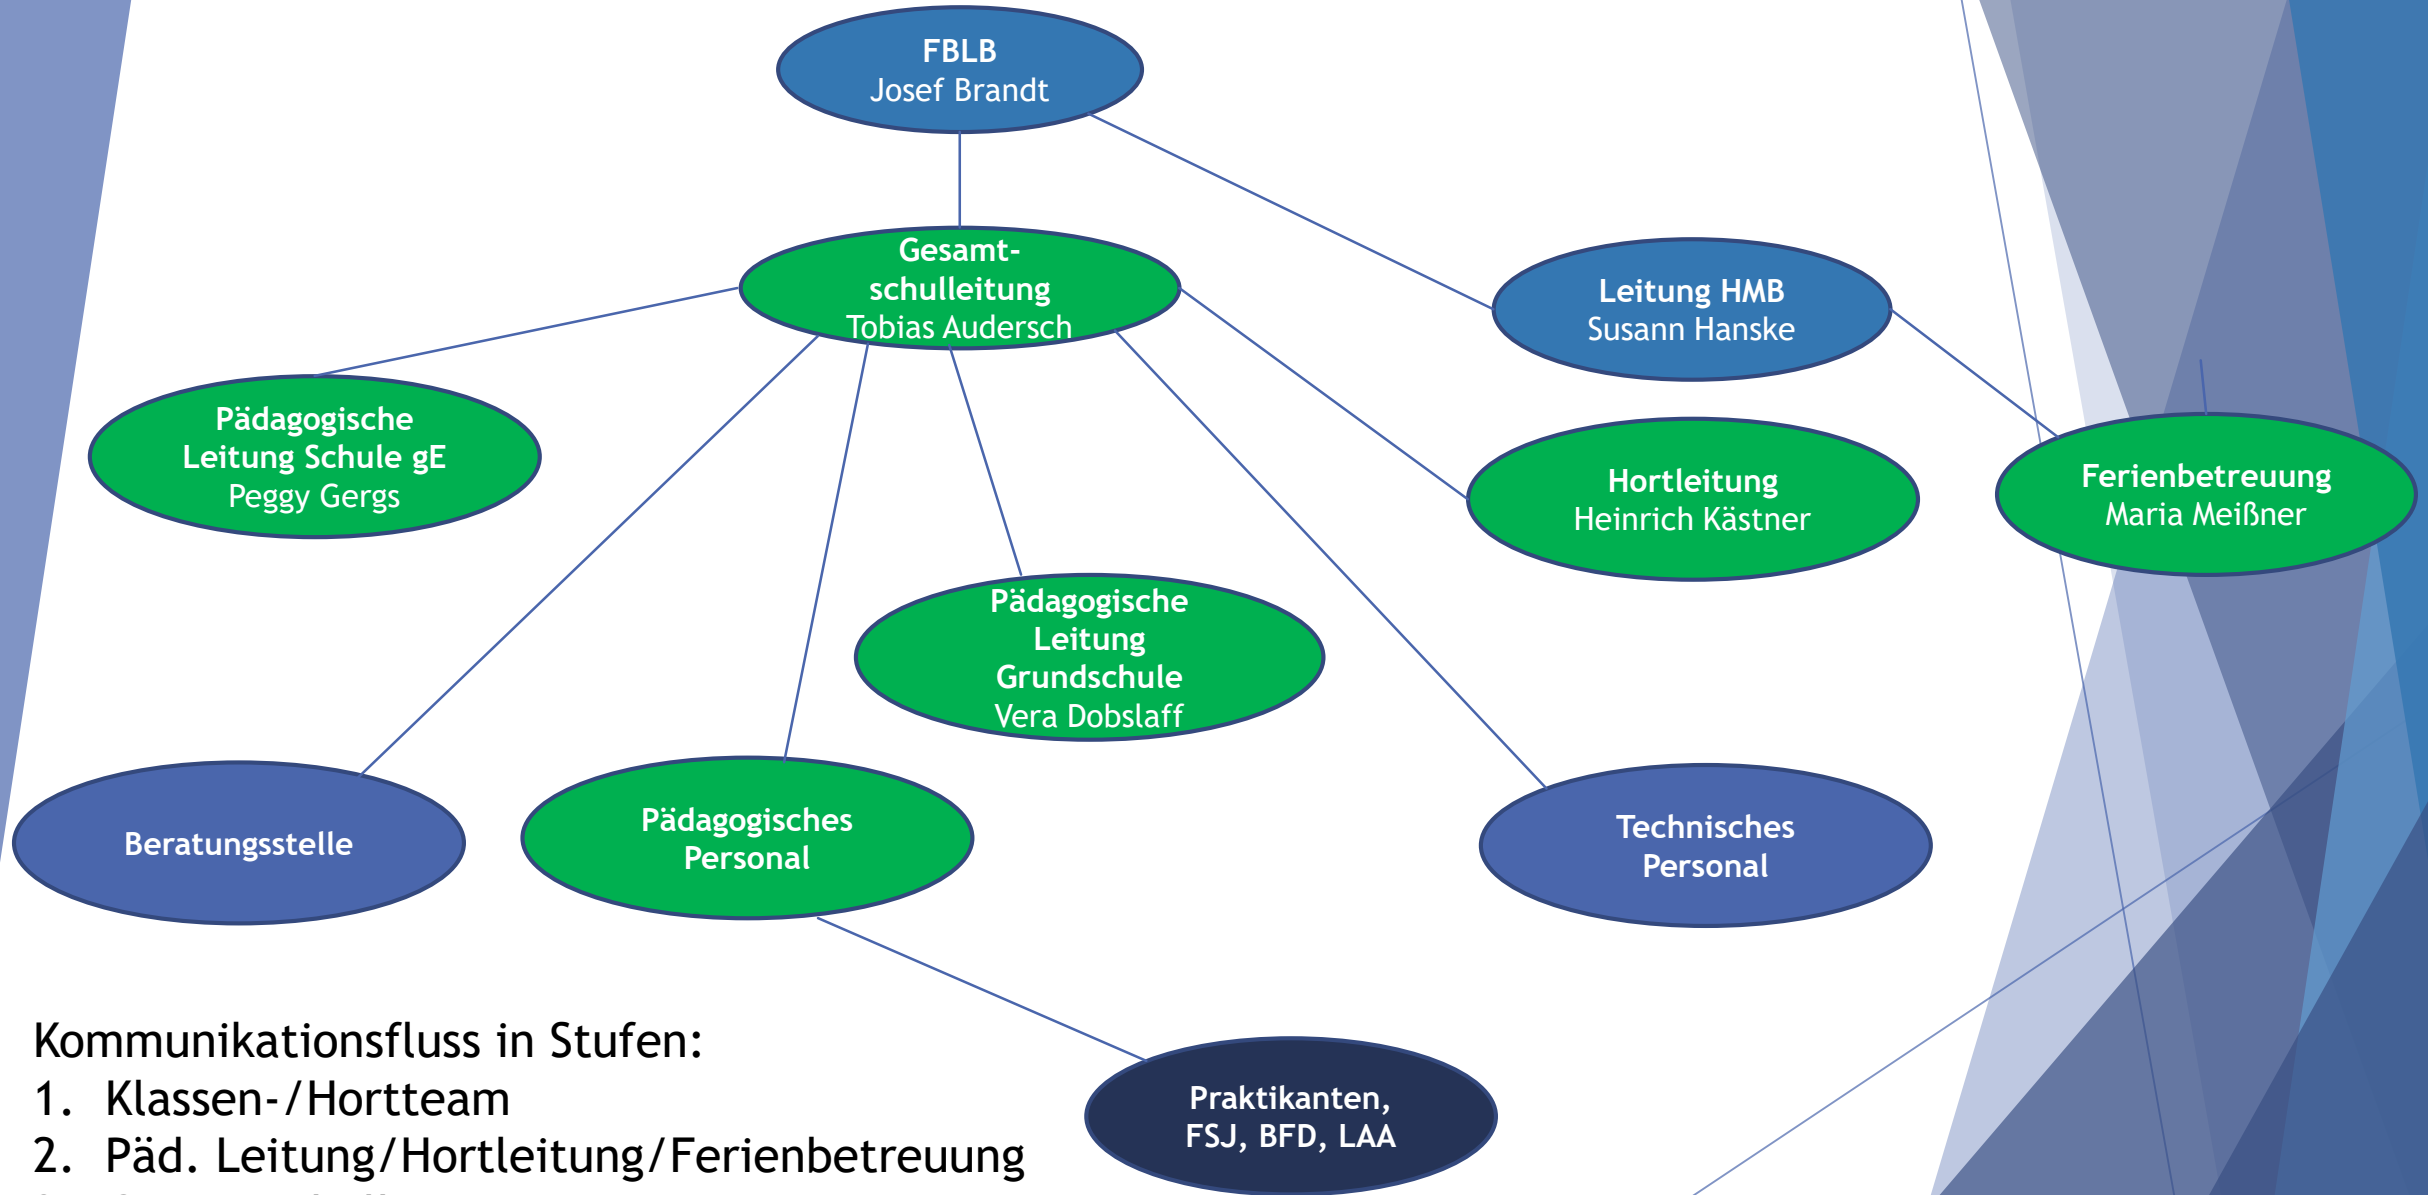 FBLB
Josef Brandt
Gesamt-
schulleitung
Tobias Audersch
Leitung HMB
Susann Hanske
Pädagogische
Leitung Schule gE
Peggy Gergs
Hortleitung
Heinrich Kästner
Ferienbetreuung
Maria Meißner
Pädagogische
Leitung
Grundschule
Vera Dobslaff
Beratungsstelle
Pädagogisches
Personal
Technisches
Personal
Praktikanten,
FSJ, BFD, LAA
Kommunikationsfluss in Stufen:
1. Klassen-/Hortteam
2. Päd. Leitung/Hortleitung/Ferienbetreuung